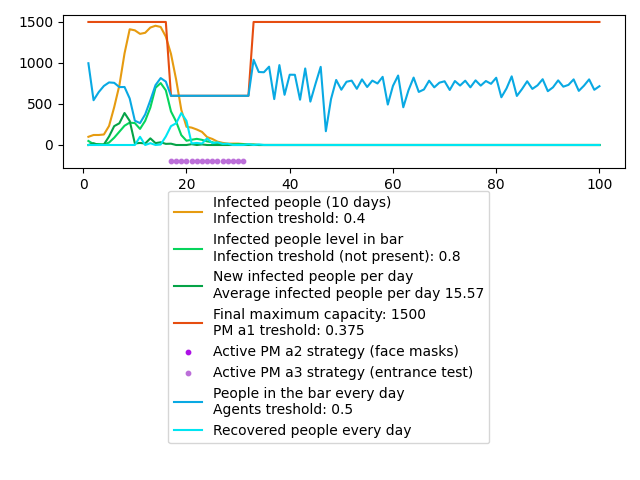 1500
1000
500
0
0
20
40
60
80
100
Infected people (10 days)
Infection treshold: 0.4
Infected people level in bar
Infection treshold (not present): 0.8
New infected people per day
Average infected people per day 15.57
Final maximum capacity: 1500
PM a1 treshold: 0.375
Active PM a2 strategy (face masks)
Active PM a3 strategy (entrance test)
People in the bar every day
Agents treshold: 0.5
Recovered people every day